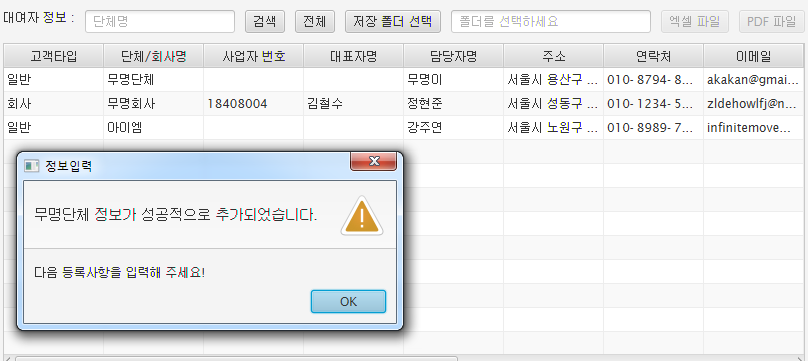 대여자 정보 : 단체명 검색 전체 저장 폴더 선택 폴더를 선택하세요 엑셀 파일 PDF 파일
고객타입 단체/회사명 사업자 번호 대표자명 담당자명 주소 연락처 이메일
일반 무명단체 무명이 서울시 용산구 ... 010- 8794- 8... akakan@gmai...
회사 무명회사 18408004 김철수 정현준 서울시 성동구 ... 010- 1234- 5... zldehowlfj@n...
일반 아이엠 강주연 서울시 노원구 ... 010- 8989- 7... infinitemove...
정보입력
무명단체 정보가 성공적으로 추가되었습니다.
다음 등록사항을 입력해 주세요!
OK